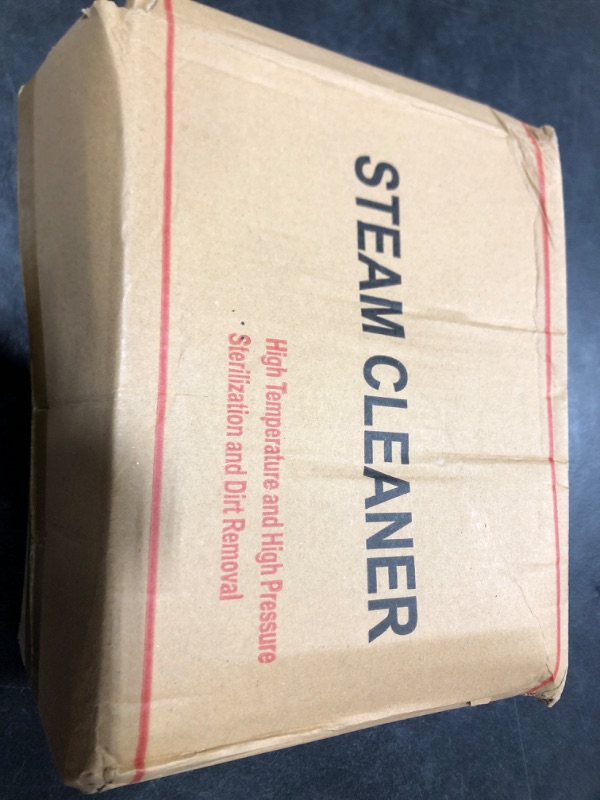 STEAM CLEANER
High Temperature and High Pressure
Sterilization and Dirt Removal